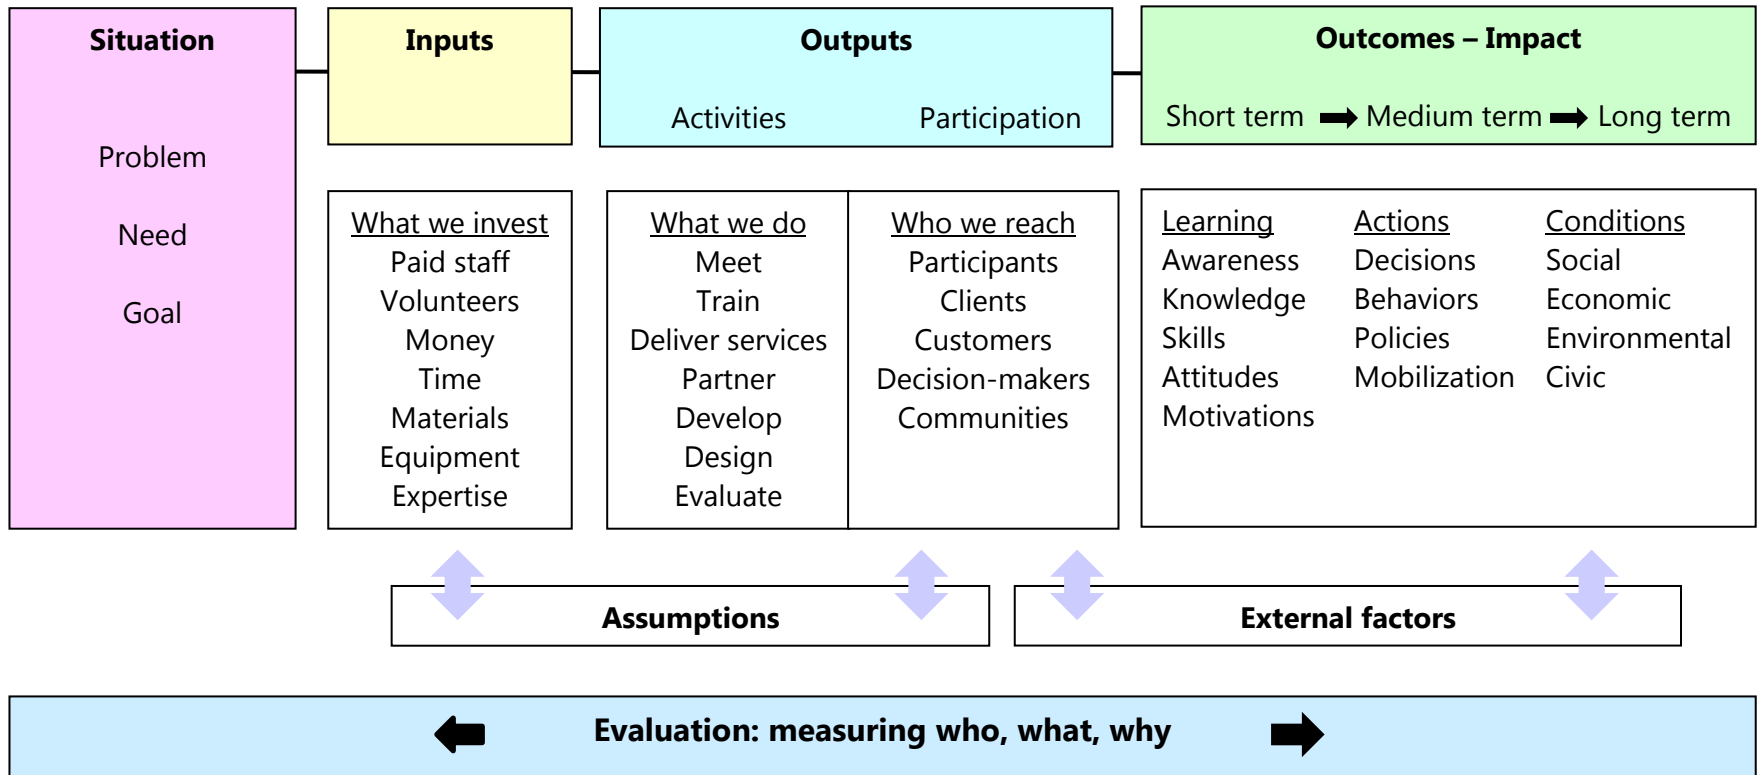 Situation
Problem
Need
Goal
Inputs
What we invest
Paid staff
Volunteers
Money
Time
Materials
Equipment
Expertise
Outputs
Activities
Participation
What we do
Meet
Train
Deliver services
Partner
Develop
Design
Evaluate
Who we reach
Participants
Clients
Customers
Decision-makers
Communities
Outcomes – Impact
Short term
Medium term
Long term
Learning
Awareness
Knowledge
Skills
Attitudes
Motivations
Actions
Decisions
Behaviors
Policies
Mobilization
Conditions
Social
Economic
Environmental
Civic
Assumptions
External factors
Evaluation: measuring who, what, why